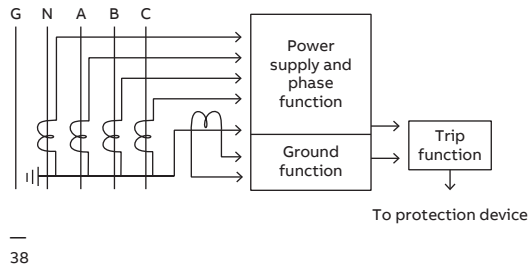 G N A B C
Power
supply and
phase
function
Ground
function
Trip
function
To protection device
—
38